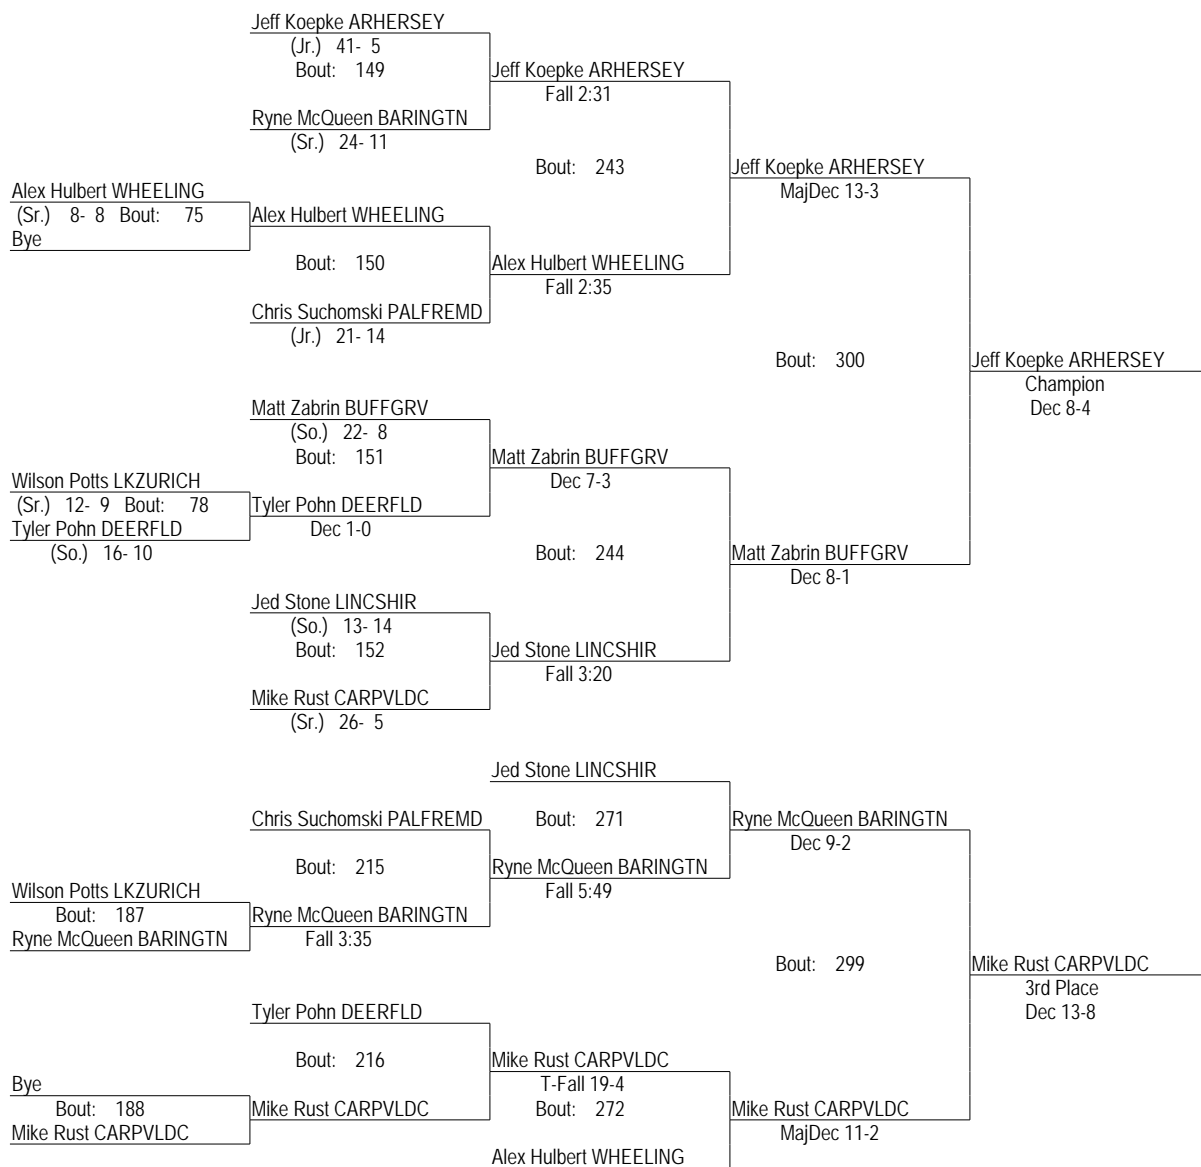 Jeff Koepke ARHERSEY
(Jr.) 41- 5
Bout: 149
Jeff Koepke ARHERSEY
Fall 2:31
Ryne McQueen BARINGTN
(Sr.) 24- 11
Bout: 243
Jeff Koepke ARHERSEY
MajDec 13-3
Alex Hulbert WHEELING
(Sr.) 8- 8 Bout: 75
Bye
Alex Hulbert WHEELING
Bout: 150
Alex Hulbert WHEELING
Fall 2:35
Chris Suchomski PALFREMD
(Jr.) 21- 14
Bout: 300
Jeff Koepke ARHERSEY
Champion
Dec 8-4
Matt Zabrin BUFFGRV
(So.) 22- 8
Bout: 151
Matt Zabrin BUFFGRV
Dec 7-3
Wilson Potts LKZURICH
(Sr.) 12- 9 Bout: 78
Tyler Pohn DEERFLD
(So.) 16- 10
Tyler Pohn DEERFLD
Dec 1-0
Bout: 244
Matt Zabrin BUFFGRV
Dec 8-1
Jed Stone LINCSHIR
(So.) 13- 14
Bout: 152
Jed Stone LINCSHIR
Fall 3:20
Mike Rust CARPVLDC
(Sr.) 26- 5
Jed Stone LINCSHIR
Bout: 271
Ryne McQueen BARINGTN
Dec 9-2
Chris Suchomski PALFREMD
Bout: 215
Ryne McQueen BARINGTN
Fall 5:49
Wilson Potts LKZURICH
Bout: 187
Ryne McQueen BARINGTN
Ryne McQueen BARINGTN
Fall 3:35
Bout: 299
Mike Rust CARPVLDC
3rd Place
Dec 13-8
Tyler Pohn DEERFLD
Bout: 216
Mike Rust CARPVLDC
T-Fall 19-4
Bout: 272
Bye
Bout: 188
Mike Rust CARPVLDC
Mike Rust CARPVLDC
Mike Rust CARPVLDC
MajDec 11-2
Alex Hulbert WHEELING